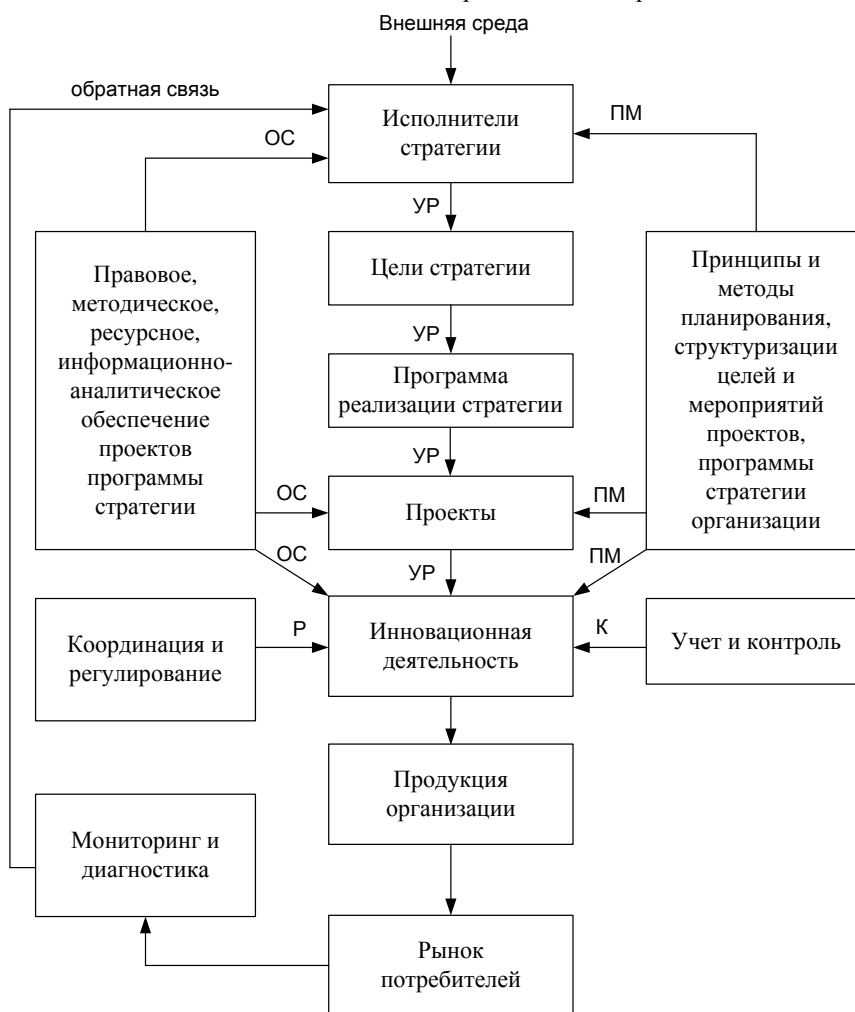 Внешняя среда
обратная связь
Исполнители
стратегии
ОС
ПМ
УР
Правовое,
методическое,
ресурсное,
информационно-
аналитическое
обеспечение
проектов
программы
стратегии
Цели стратегии
Принципы и
методы
планирования,
структуризации
целей и
мероприятий
проектов,
программы
стратегии
организации
УР
Программа
реализации стратегии
УР
ОС
Проекты
ПМ
ОС
УР
ПМ
Координация и
регулирование
Р
Инновационная
деятельность
К
Учет и контроль
Продукция
организации
Мониторинг и
диагностика
Рынок
потребителей